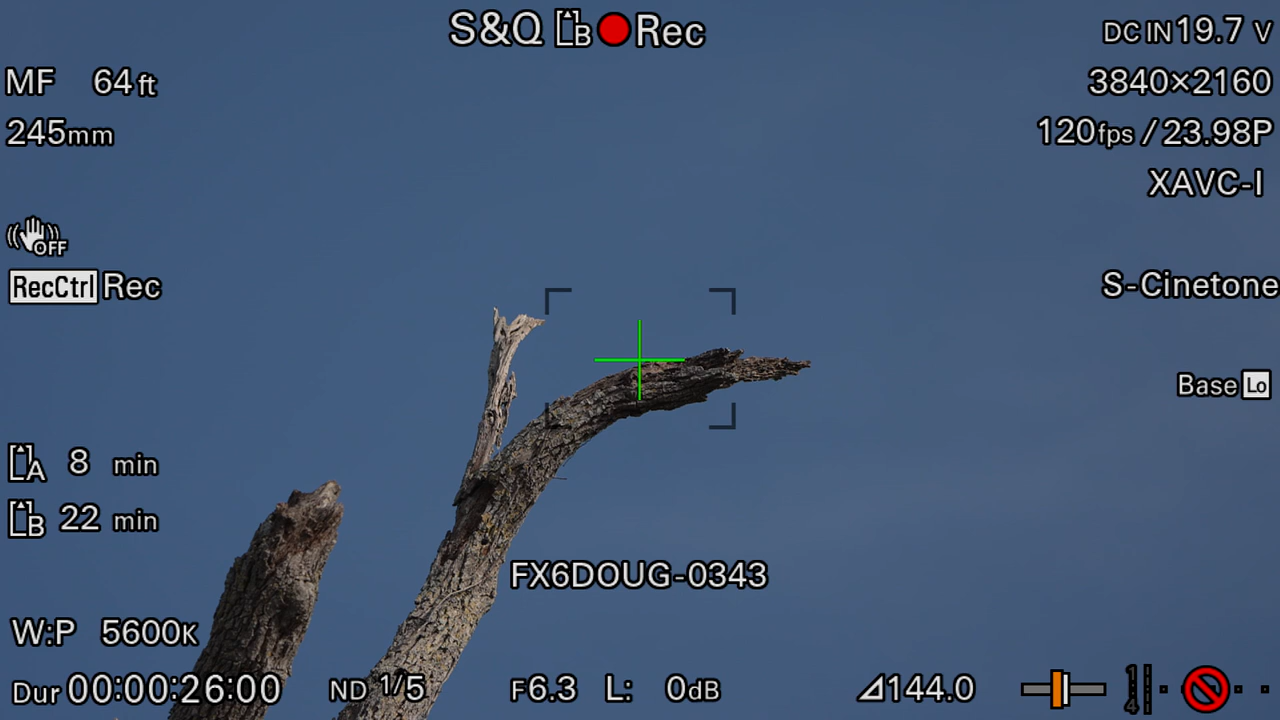 S&Q B Rec
DC IN 19.7 V
MF 64 ft
3840×2160
245mm
120fps / 23.98P
XAVC-I
OFF
RecCtrl Rec
S-Cinetone
Base Lo
A 8 min
B 22 min
FX6DOUG-0343
W:P 5600K
Dur 00:00:26:00 ND 1/5 F6.3 L: 0dB 144.0
1
4